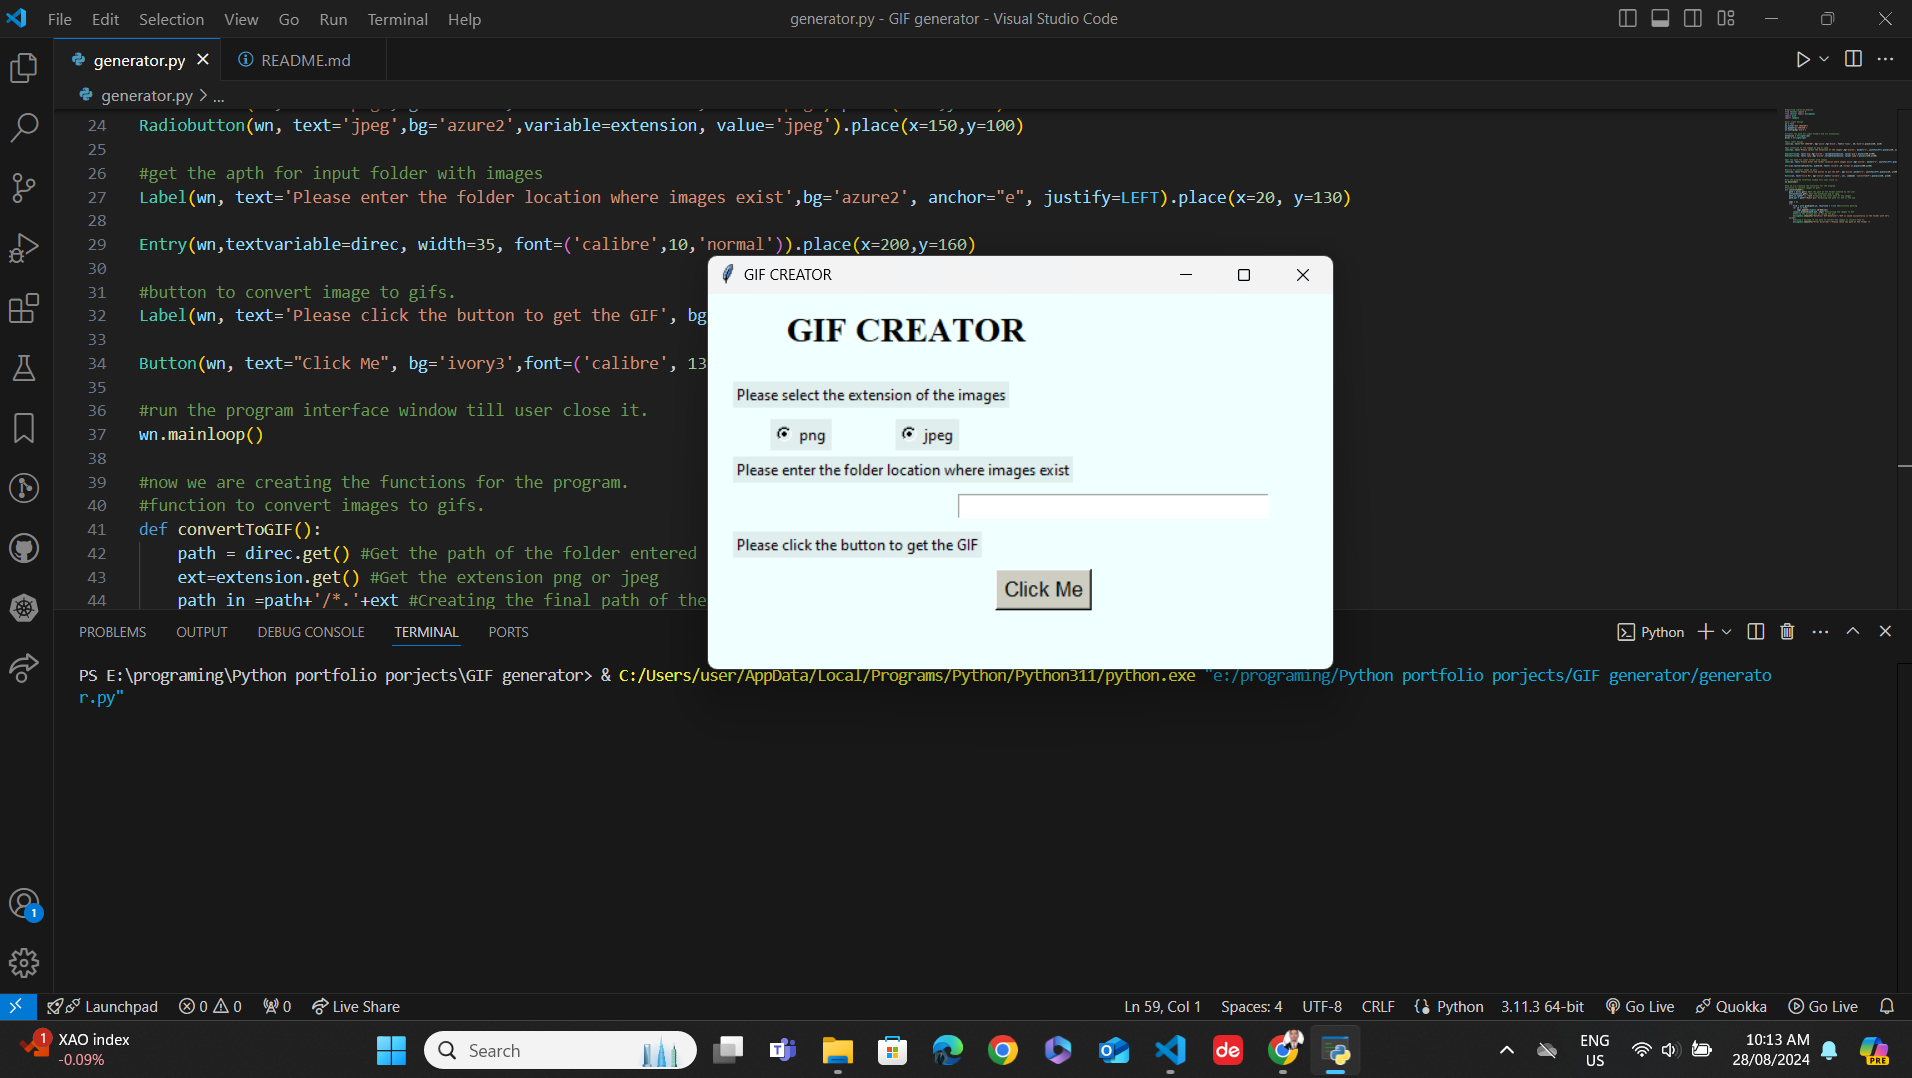 File Edit Selection View Go Run Terminal Help
generator.py - GIF generator - Visual Studio Code
generator.py README.md
generator.py > ...
24 Radiobutton(wn, text='jpeg',bg='azure2',variable=extension, value='jpeg').place(x=150,y=100)
25
26 #get the apth for input folder with images
27 Label(wn, text='Please enter the folder location where images exist',bg='azure2', anchor="e", justify=LEFT).place(x=20, y=130)
28
29 Entry(wn,textvariable=direc, width=35, font=('calibre',10,'normal')).place(x=200,y=160)
30
31 #button to convert image to gifs.
32 Label(wn, text='Please click the button to get the GIF', bg
33
34 Button(wn, text="Click Me", bg='ivory3',font=('calibre', 13
35
36 #run the program interface window till user close it.
37 wn.mainloop()
38
39 #now we are creating the functions for the program.
40 #function to convert images to gifs.
41 def convertToGIF():
42 path = direc.get() #Get the path of the folder entered
43 ext=extension.get() #Get the extension png or jpeg
44 path in =path+'/*.'+ext #Creating the final path of the
GIF CREATOR
GIF CREATOR
Please select the extension of the images
png jpeg
Please enter the folder location where images exist
Please click the button to get the GIF
Click Me
PROBLEMS OUTPUT DEBUG CONSOLE TERMINAL PORTS
Python
PS E:\programing\Python portfolio porjects\GIF generator> & C:/Users/user/AppData/Local/Programs/Python/Python311/python.exe "e:/programing/Python portfolio porjects/GIF generator/generato
r.py"
1
Launchpad 0 0 0 Live Share
Ln 59, Col 1 Spaces: 4 UTF-8 CRLF Python 3.11.3 64-bit Go Live Quokka Go Live
1 XAO index
-0.09%
Search
de
ENG
US
10:13 AM
28/08/2024
PRE